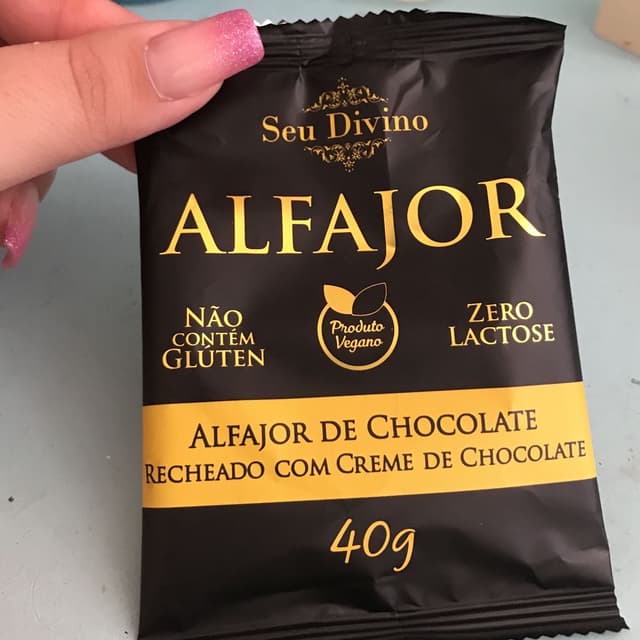 Seu Divino
ALFAJOR
NÃO
CONTÉM
GLÚTEN
Produto
Vegano
ZERO
LACTOSE
ALFAJOR DE CHOCOLATE
RECHEADO COM CREME DE CHOCOLATE
40g